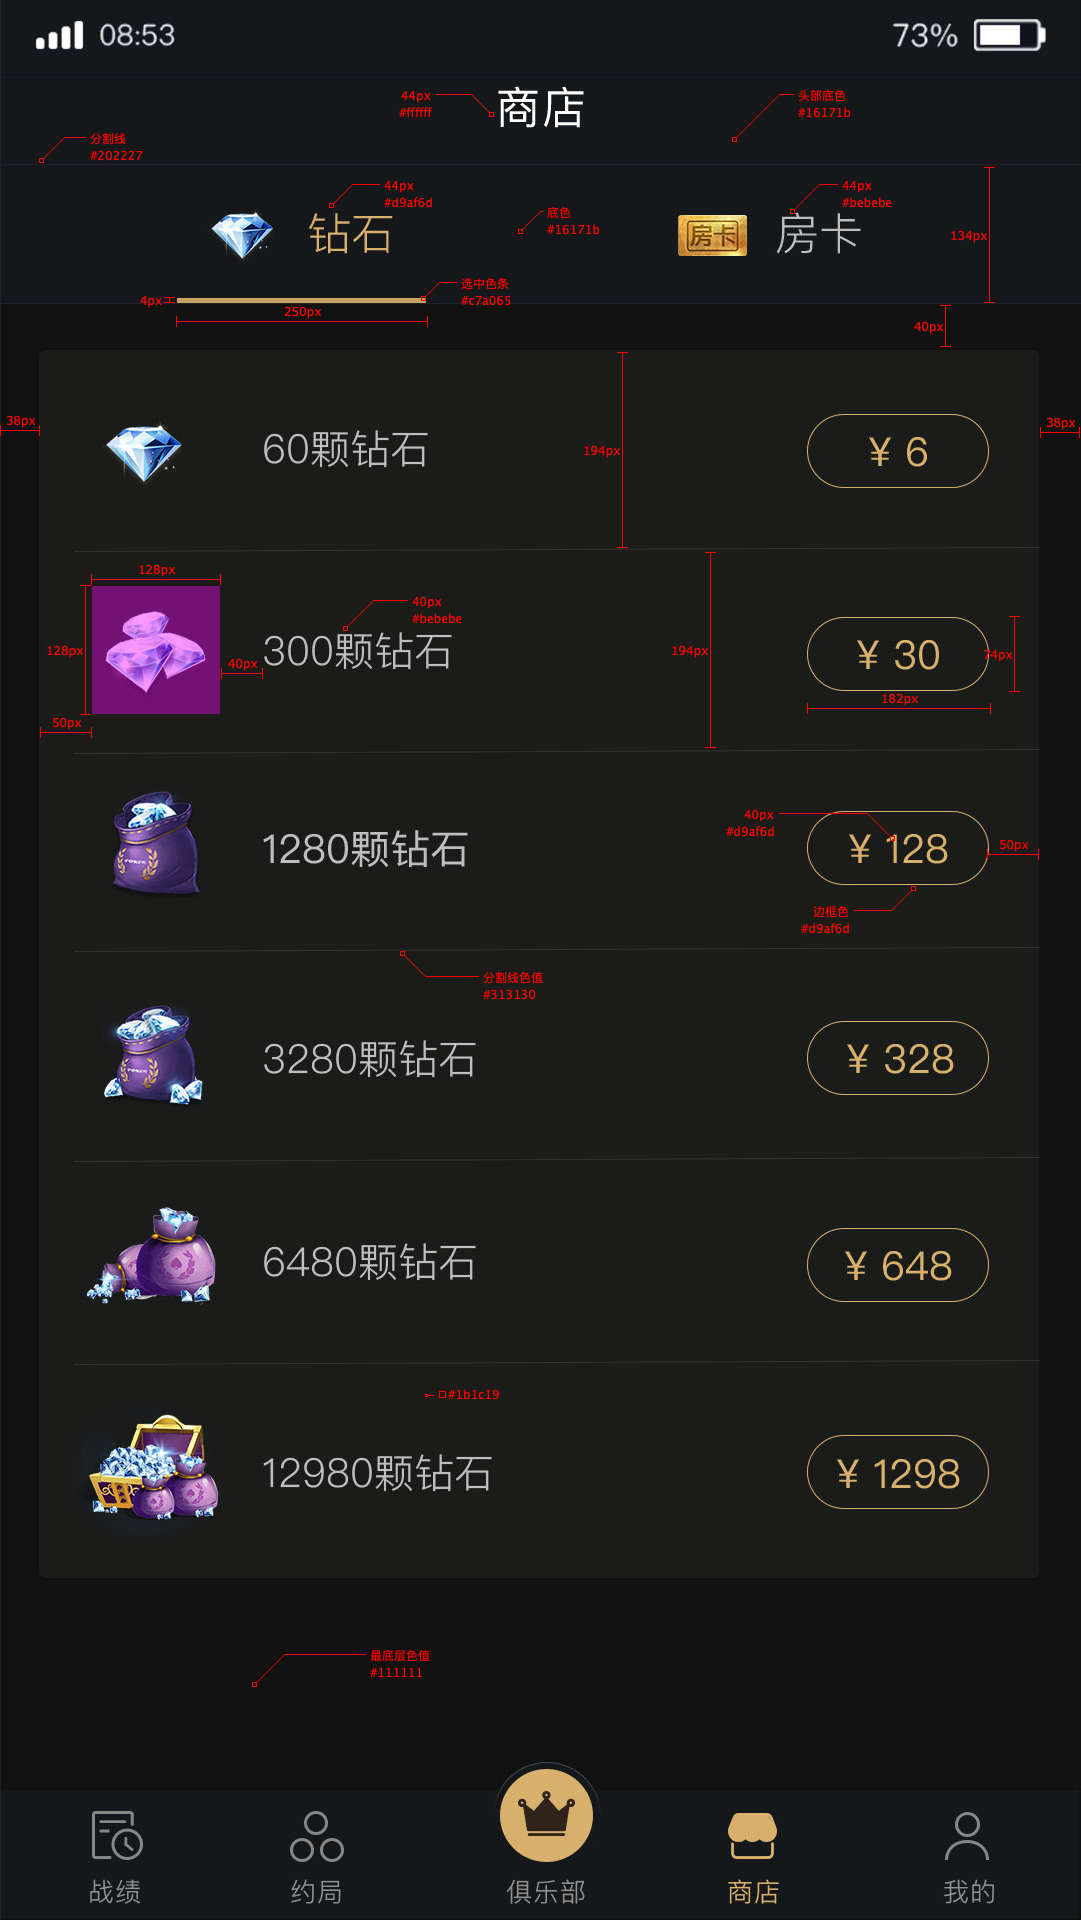 08:53
73%
44px
#ffffff
商店
头部底色
#16171b
分割线
#202227
44px
#d9af6d
钻石
底色
#16171b
房卡
44px
#bebebe
房卡
134px
选中色条
#c7a065
4px
250px
40px
38px
38px
60颗钻石
194px
¥ 6
128px
128px
40px
50px
40px
#bebebe
300颗钻石
194px
¥ 30
74px
182px
POKER
1280颗钻石
40px
#d9af6d
¥ 128
50px
边框色
#d9af6d
分割线色值
#313130
POKER
3280颗钻石
¥ 328
6480颗钻石
¥ 648
#1b1c19
12980颗钻石
¥ 1298
最底层色值
#111111
战绩
约局
俱乐部
商店
我的